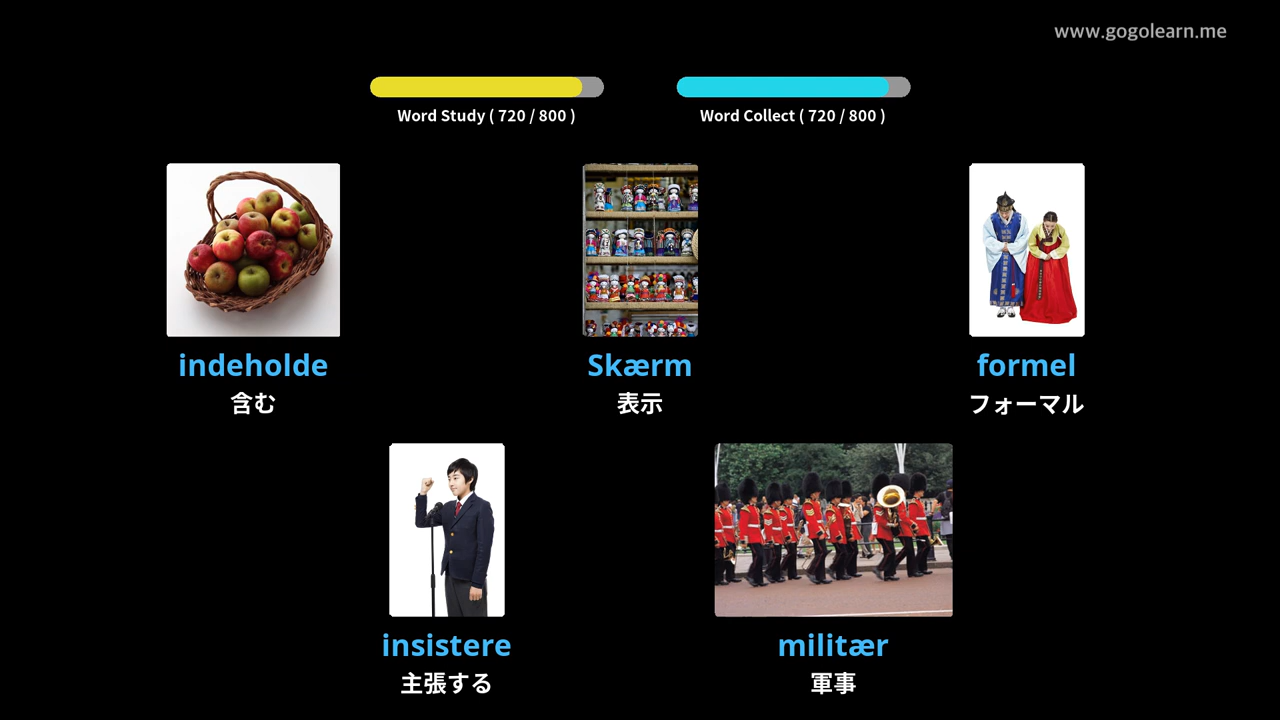 www.gogolearn.me
Word Study ( 720 / 800 )
Word Collect ( 720 / 800 )
indeholde
含む
Skærm
表示
formel
フォーマル
insistere
主張する
militær
軍事